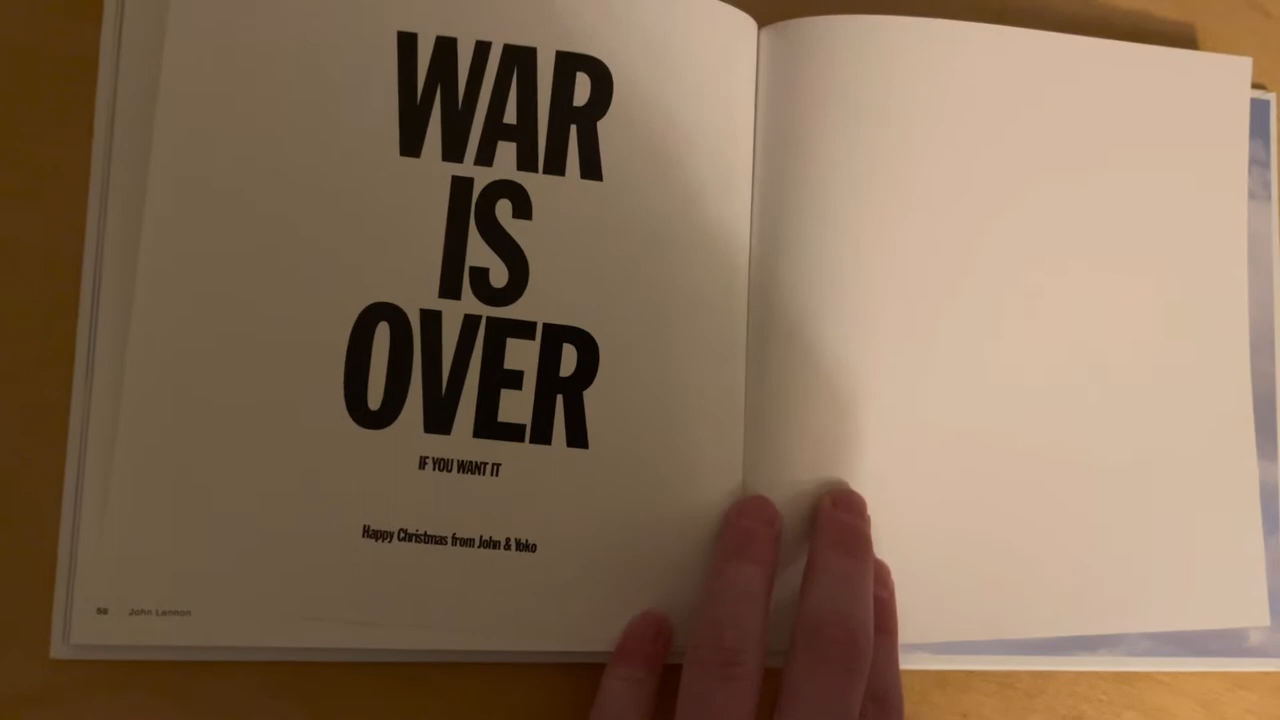 WAR
IS
OVER
IF YOU WANT IT
Happy Christmas from John & Yoko
58 John Lennon